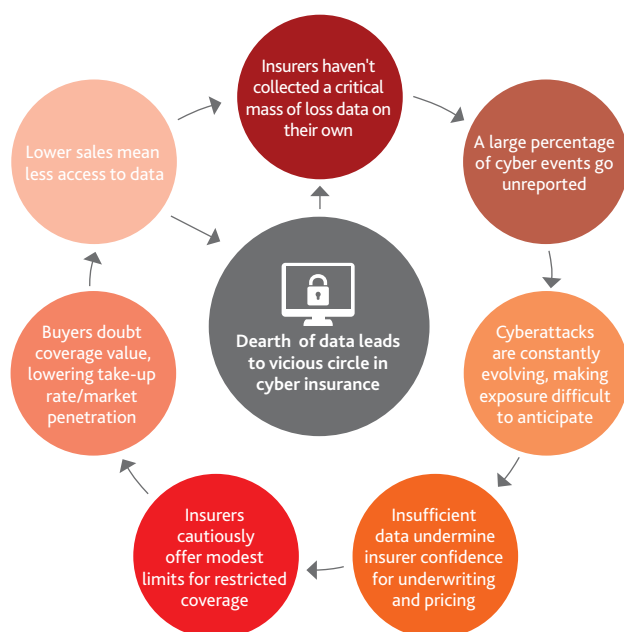 Insurers haven't
collected a critical
mass of loss data on
their own
A large percentage
of cyber events go
unreported
Cyberattacks
are constantly
evolving, making
exposure difficult
to anticipate
Insufficient
data undermine
insurer confidence
for underwriting
and pricing
Insurers
cautiously
offer modest
limits for restricted
coverage
Buyers doubt
coverage value,
lowering take-up
rate/market
penetration
Lower sales mean
less access to data
Dearth of data leads
to vicious circle in
cyber insurance